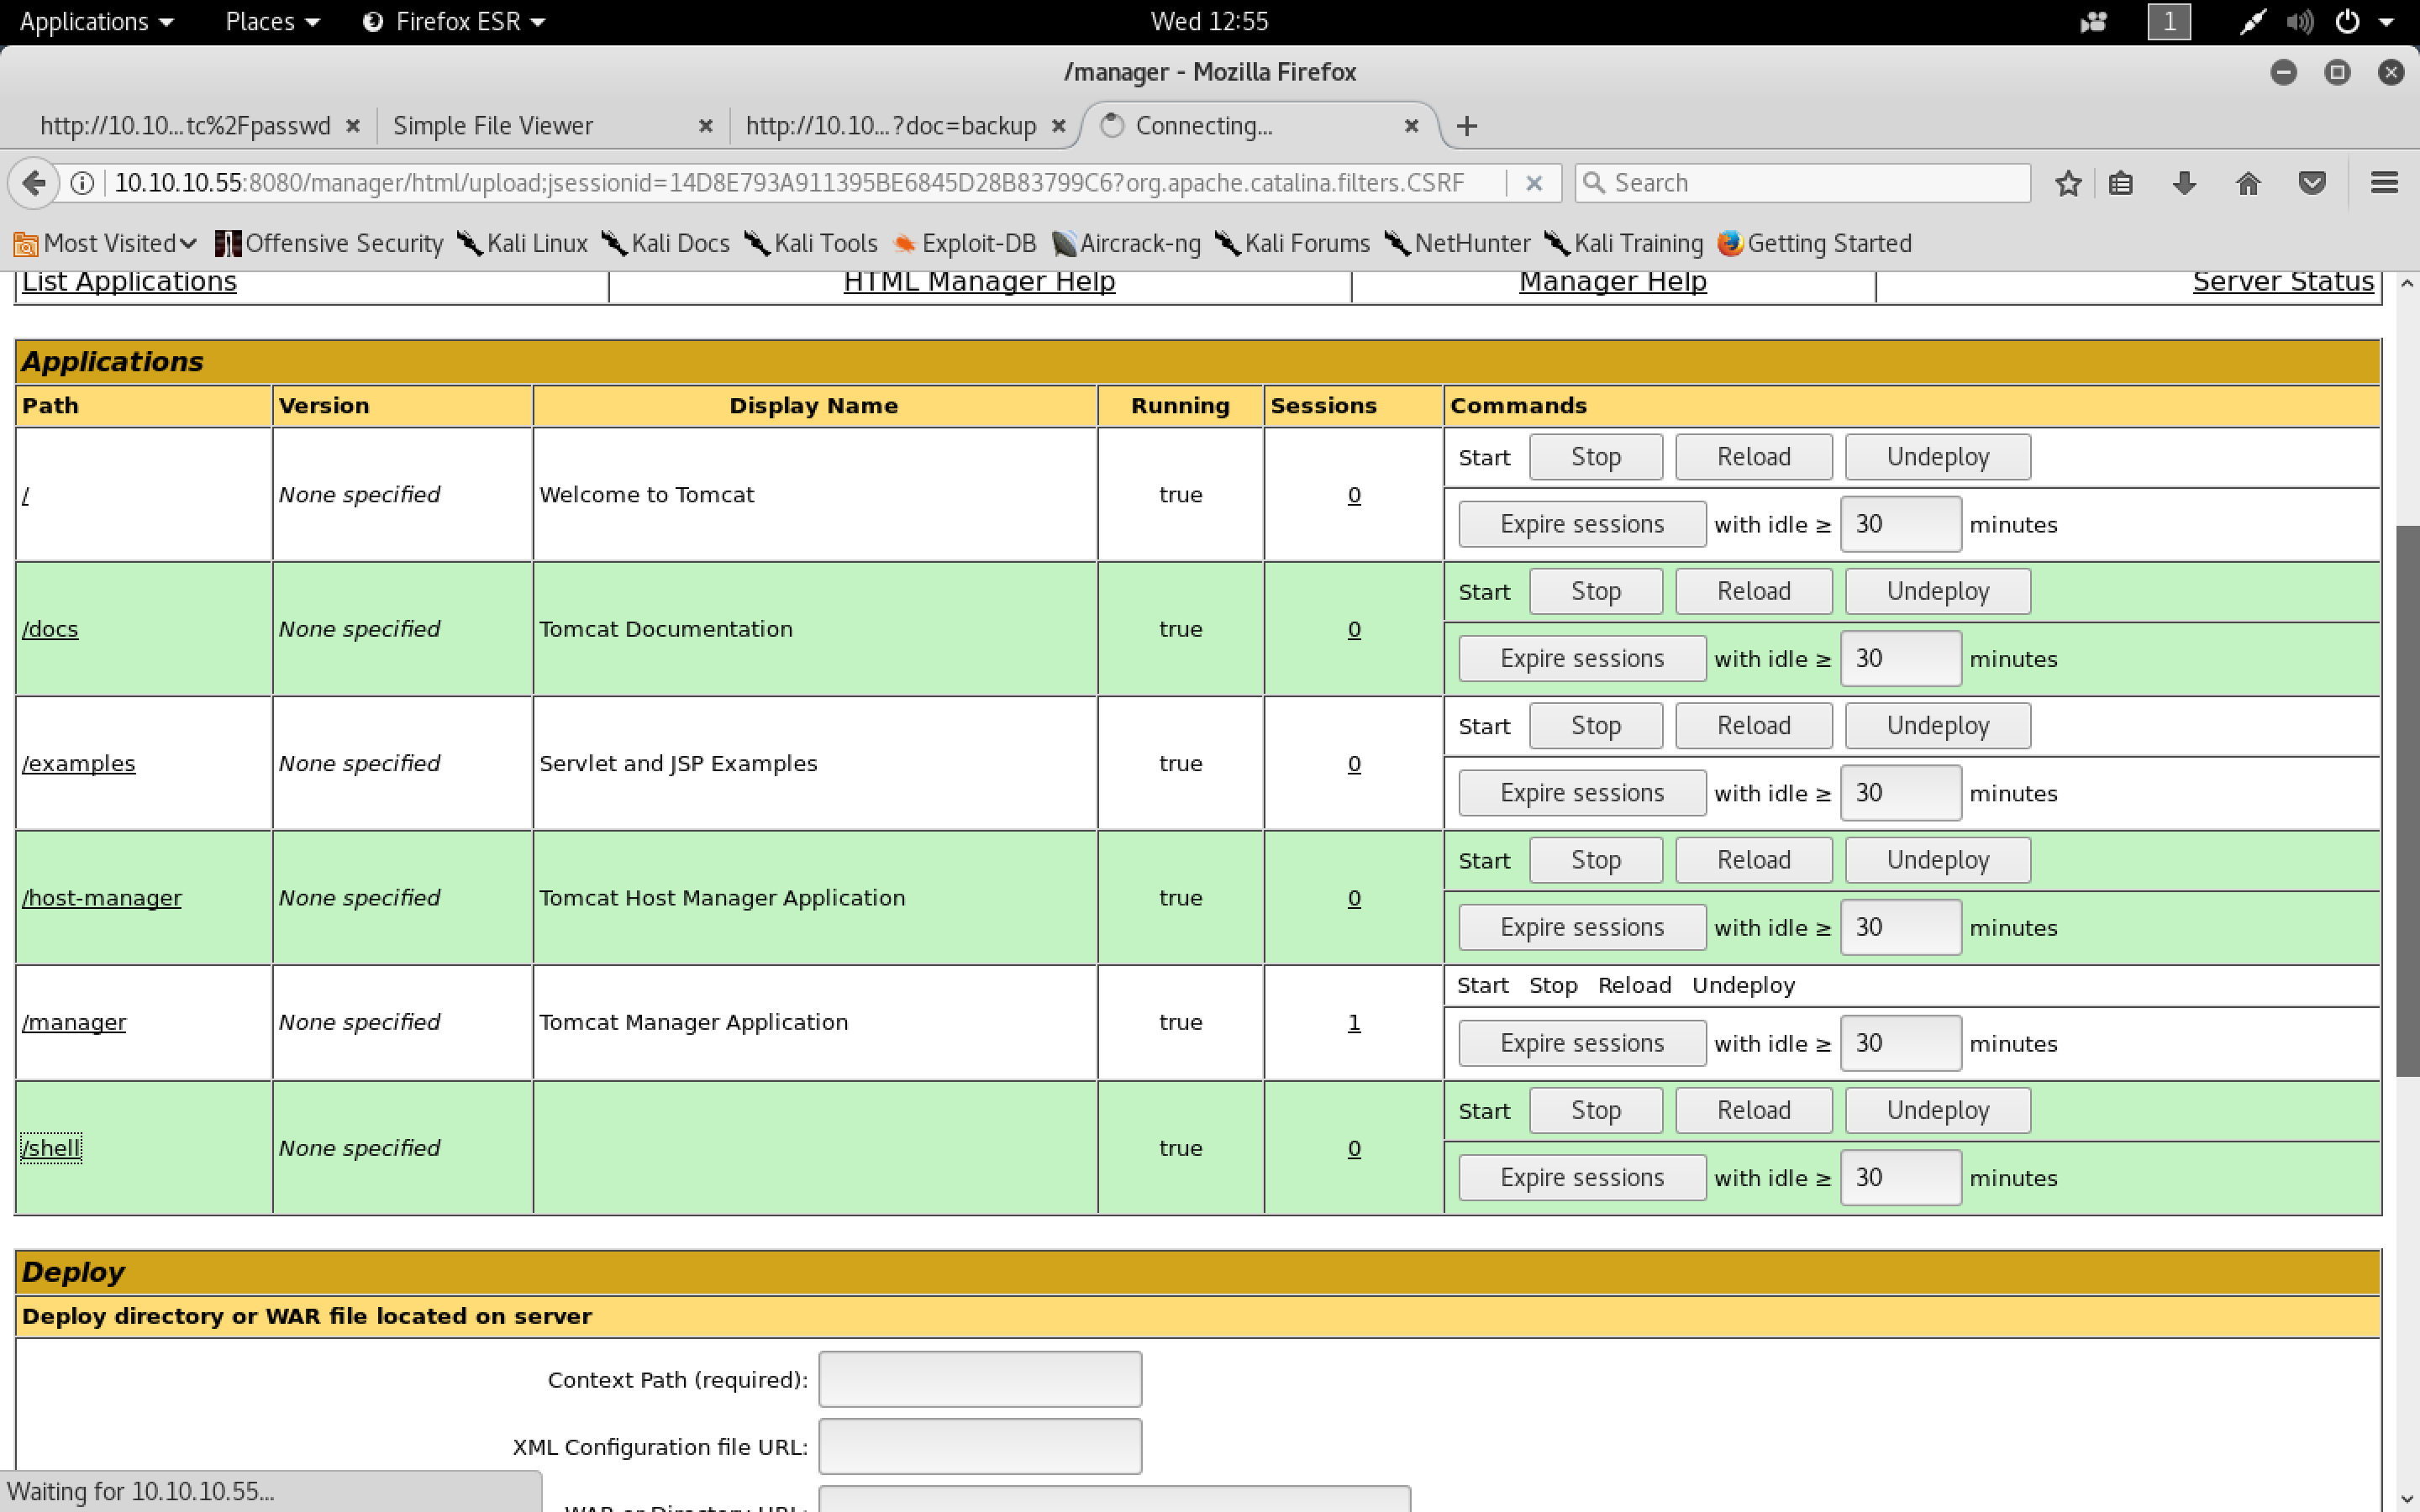 Applications Places Firefox ESR Wed 12:55 1
/manager - Mozilla Firefox
http://10.10...tc%2Fpasswd Simple File Viewer http://10.10...?doc=backup Connecting...
10.10.10.55:8080/manager/html/upload;jsessionid=14D8E793A911395BE6845D28B83799C6?org.apache.catalina.filters.CSRF Search
Most Visited Offensive Security Kali Linux Kali Docs Kali Tools Exploit-DB Aircrack-ng Kali Forums NetHunter Kali Training Getting Started
List Applications HTML Manager Help Manager Help Server Status
Applications
Path Version Display Name Running Sessions Commands
/ None specified Welcome to Tomcat true 0 Start Stop Reload Undeploy
Expire sessions with idle ≥ 30 minutes
/docs None specified Tomcat Documentation true 0 Start Stop Reload Undeploy
Expire sessions with idle ≥ 30 minutes
/examples None specified Servlet and JSP Examples true 0 Start Stop Reload Undeploy
Expire sessions with idle ≥ 30 minutes
/host-manager None specified Tomcat Host Manager Application true 0 Start Stop Reload Undeploy
Expire sessions with idle ≥ 30 minutes
/manager None specified Tomcat Manager Application true 1 Start Stop Reload Undeploy
Expire sessions with idle ≥ 30 minutes
/shell None specified true 0 Start Stop Reload Undeploy
Expire sessions with idle ≥ 30 minutes
Deploy
Deploy directory or WAR file located on server
Context Path (required):
XML Configuration file URL:
WAR or Directory URL:
Waiting for 10.10.10.55...